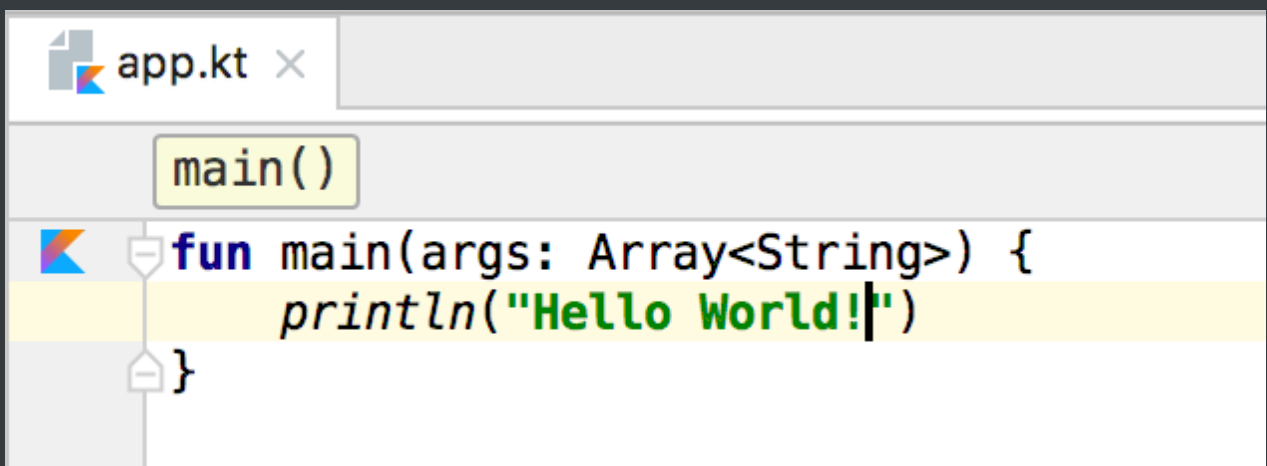 app.kt
main()
fun main(args: Array<String>) {
    println("Hello World!")
}